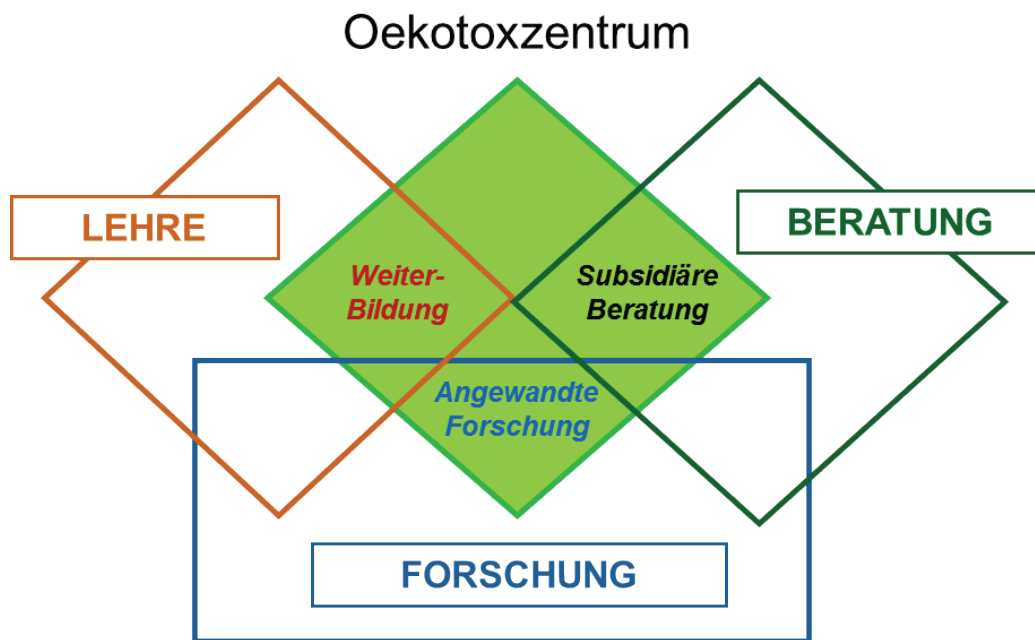 Oekotoxzentrum
LEHRE
BERATUNG
Weiter-
Bildung
Subsidiäre
Beratung
Angewandte
Forschung
FORSCHUNG